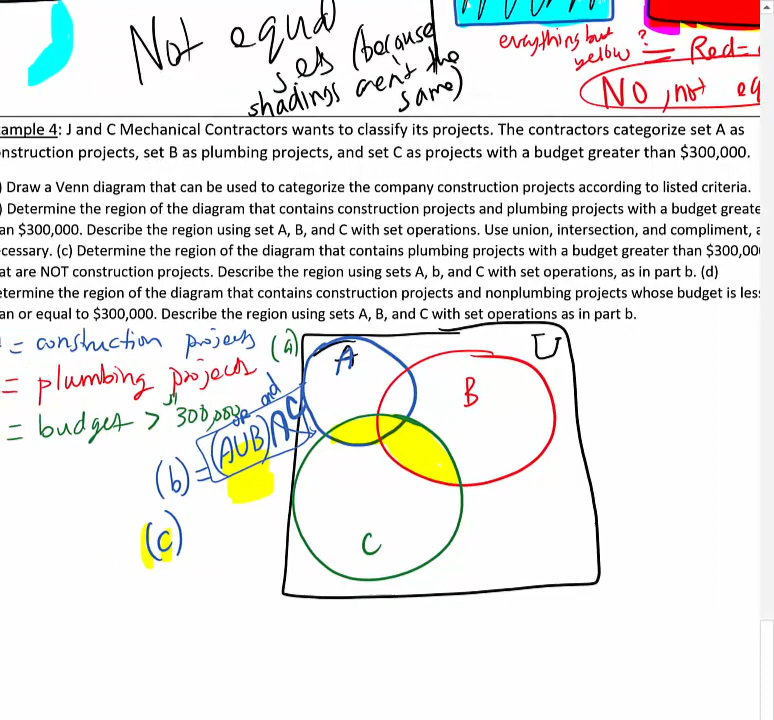 Not equal
sets (because
shadings aren't the
same)
everything but
yellow ? = Red=
NO, not eq
ample 4: J and C Mechanical Contractors wants to classify its projects. The contractors categorize set A as
nstruction projects, set B as plumbing projects, and set C as projects with a budget greater than $300,000.
) Draw a Venn diagram that can be used to categorize the company construction projects according to listed criteria.
) Determine the region of the diagram that contains construction projects and plumbing projects with a budget greate
an $300,000. Describe the region using set A, B, and C with set operations. Use union, intersection, and compliment, a
cessary. (c) Determine the region of the diagram that contains plumbing projects with a budget greater than $300,00
at are NOT construction projects. Describe the region using sets A, b, and C with set operations, as in part b. (d)
etermine the region of the diagram that contains construction projects and nonplumbing projects whose budget is les
an or equal to $300,000. Describe the region using sets A, B, and C with set operations as in part b.
= construction projects (a)
= plumbing projects
= budget > 300,000
or and
(b) = (A∪B)∩C
(c)
A
B
C
U